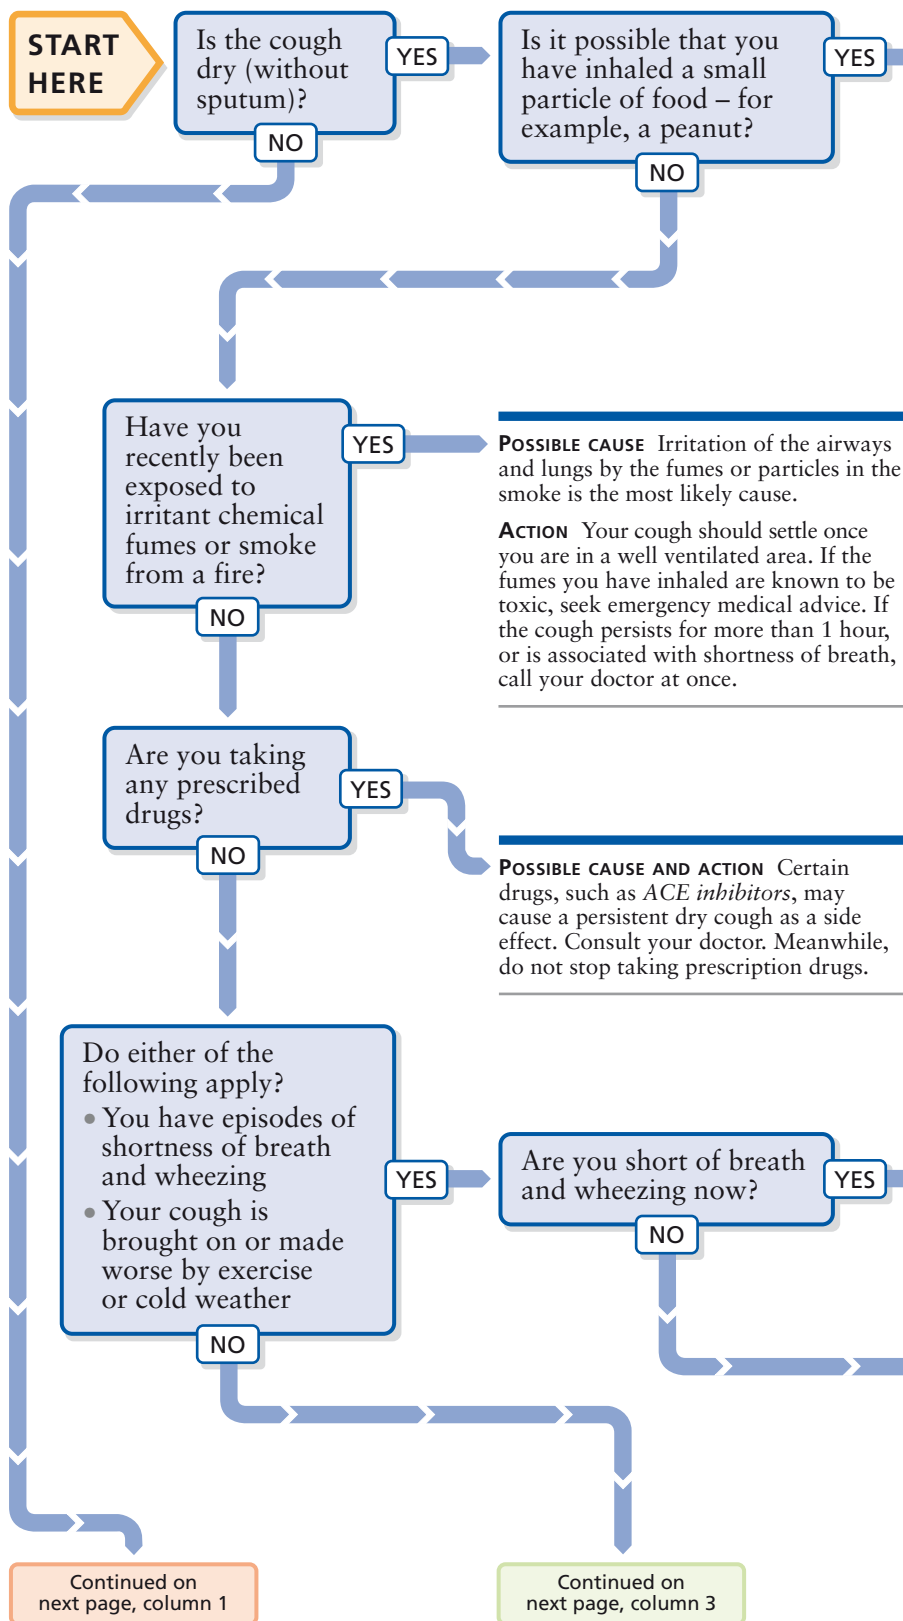 START
HERE
Is the cough
dry (without
sputum)?
YES
NO
Is it possible that you
have inhaled a small
particle of food – for
example, a peanut?
YES
NO
Have you
recently been
exposed to
irritant chemical
fumes or smoke
from a fire?
YES
NO
POSSIBLE CAUSE Irritation of the airways
and lungs by the fumes or particles in the
smoke is the most likely cause.
ACTION Your cough should settle once
you are in a well ventilated area. If the
fumes you have inhaled are known to be
toxic, seek emergency medical advice. If
the cough persists for more than 1 hour,
or is associated with shortness of breath,
call your doctor at once.
Are you taking
any prescribed
drugs?
YES
NO
POSSIBLE CAUSE AND ACTION Certain
drugs, such as ACE inhibitors, may
cause a persistent dry cough as a side
effect. Consult your doctor. Meanwhile,
do not stop taking prescription drugs.
Do either of the
following apply?
• You have episodes of
shortness of breath
and wheezing
• Your cough is
brought on or made
worse by exercise
or cold weather
YES
NO
Are you short of breath
and wheezing now?
YES
NO
Continued on
next page, column 1
Continued on
next page, column 3